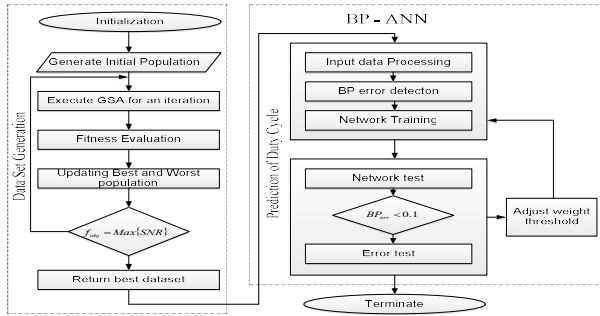 Initialization
Generate Initial Population
Execute GSA for an iteration
Fitness Evaluation
Updating Best and Worst
population
f_obj = Max{SNR}
Return best dataset
Data Set Generation
BP - ANN
Input data Processing
BP error detecton
Network Training
Network test
BP_err < 0.1
Error test
Adjust weight
threshold
Terminate
Prediction of Duty Cycle